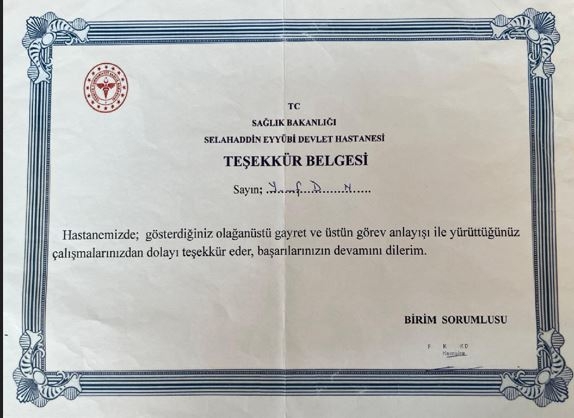 TC
SAĞLIK BAKANLIĞI
SELAHADDİN EYYÜBİ DEVLET HASTANESİ
TEŞEKKÜR BELGESİ
Sayın;
Hastanemizde; gösterdiğiniz olağanüstü gayret ve üstün görev anlayışı ile yürüttüğünüz
çalışmalarınızdan dolayı teşekkür eder, başarılarınızın devamını dilerim.
BİRİM SORUMLUSU